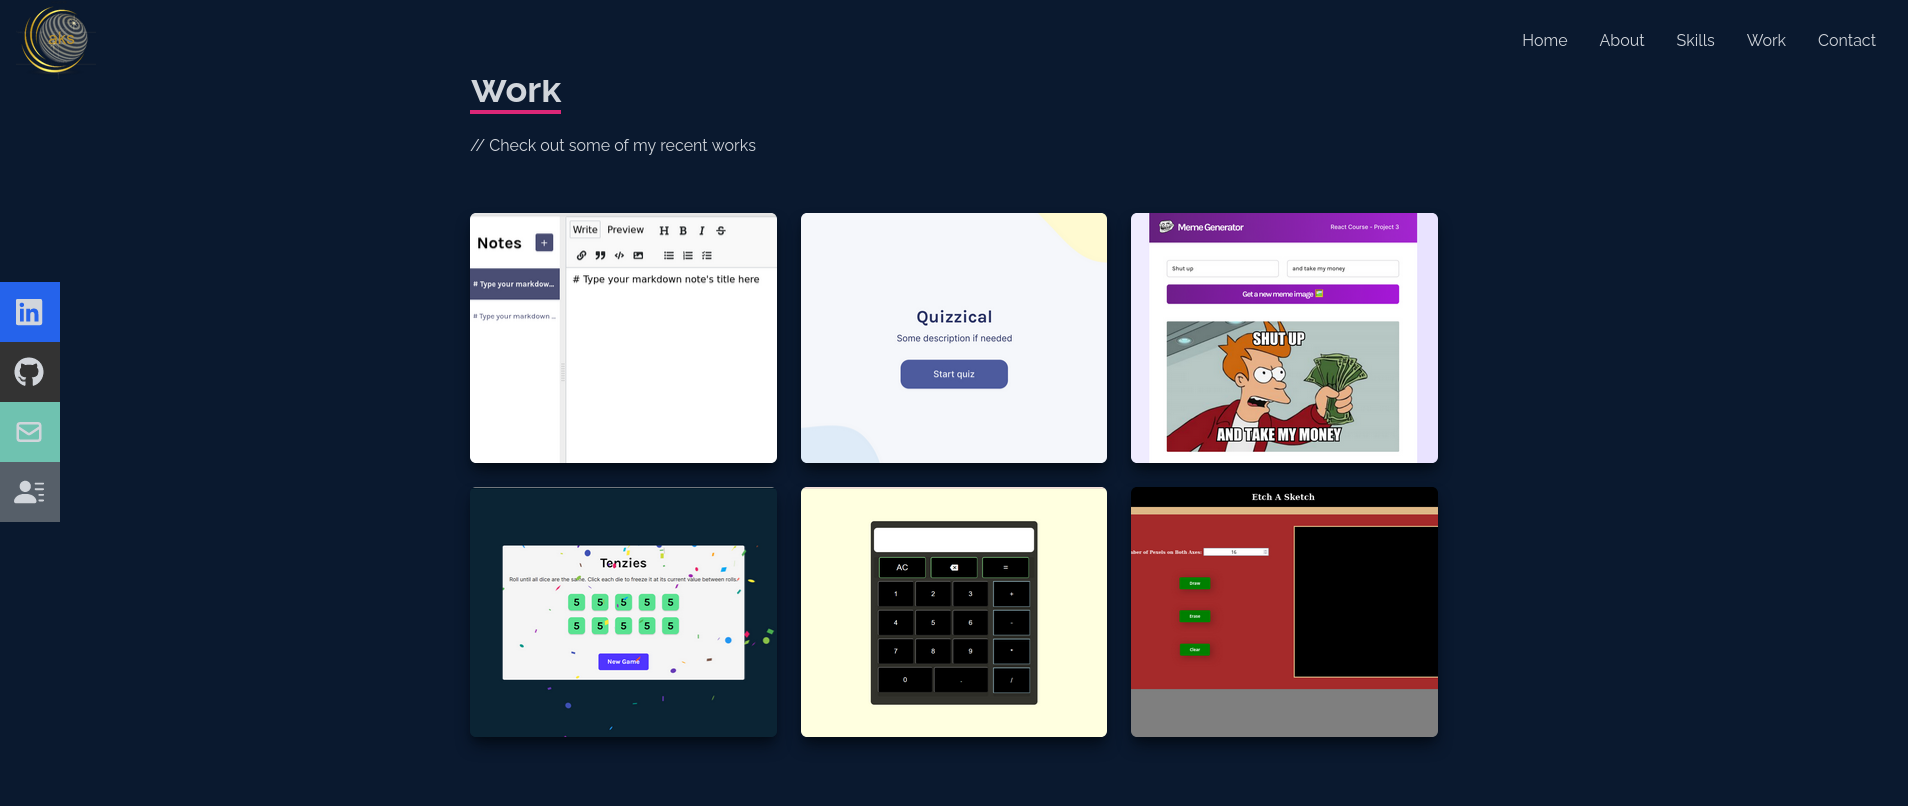 aks
Home About Skills Work Contact
Work
// Check out some of my recent works
Notes +
# Type your markdow...
# Type your markdown ...
Write Preview H B I S
# Type your markdown note's title here
Quizzical
Some description if needed
Start quiz
Meme Generator React Course - Project 3
Shut up and take my money
Get a new meme image
SHUT UP
AND TAKE MY MONEY
in
Tenzies
Roll until all dice are the same. Click each die to freeze it at its current value between rolls.
5 5 5 5 5
5 5 5 5 5
New Game
AC =
1 2 3 +
4 5 6 -
7 8 9 *
0 . /
Etch A Sketch
of Pexels on Both Axes: 16
Draw
Erase
Clear